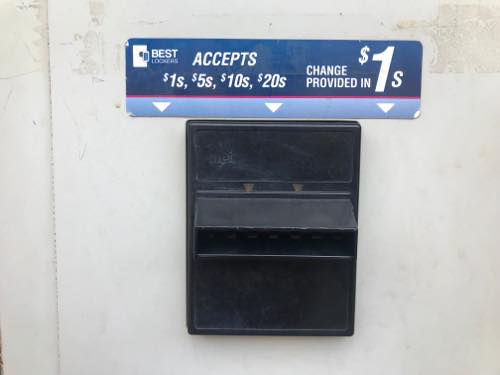 BEST
LOCKERS
ACCEPTS
$1s, $5s, $10s, $20s
CHANGE
PROVIDED IN
$1s